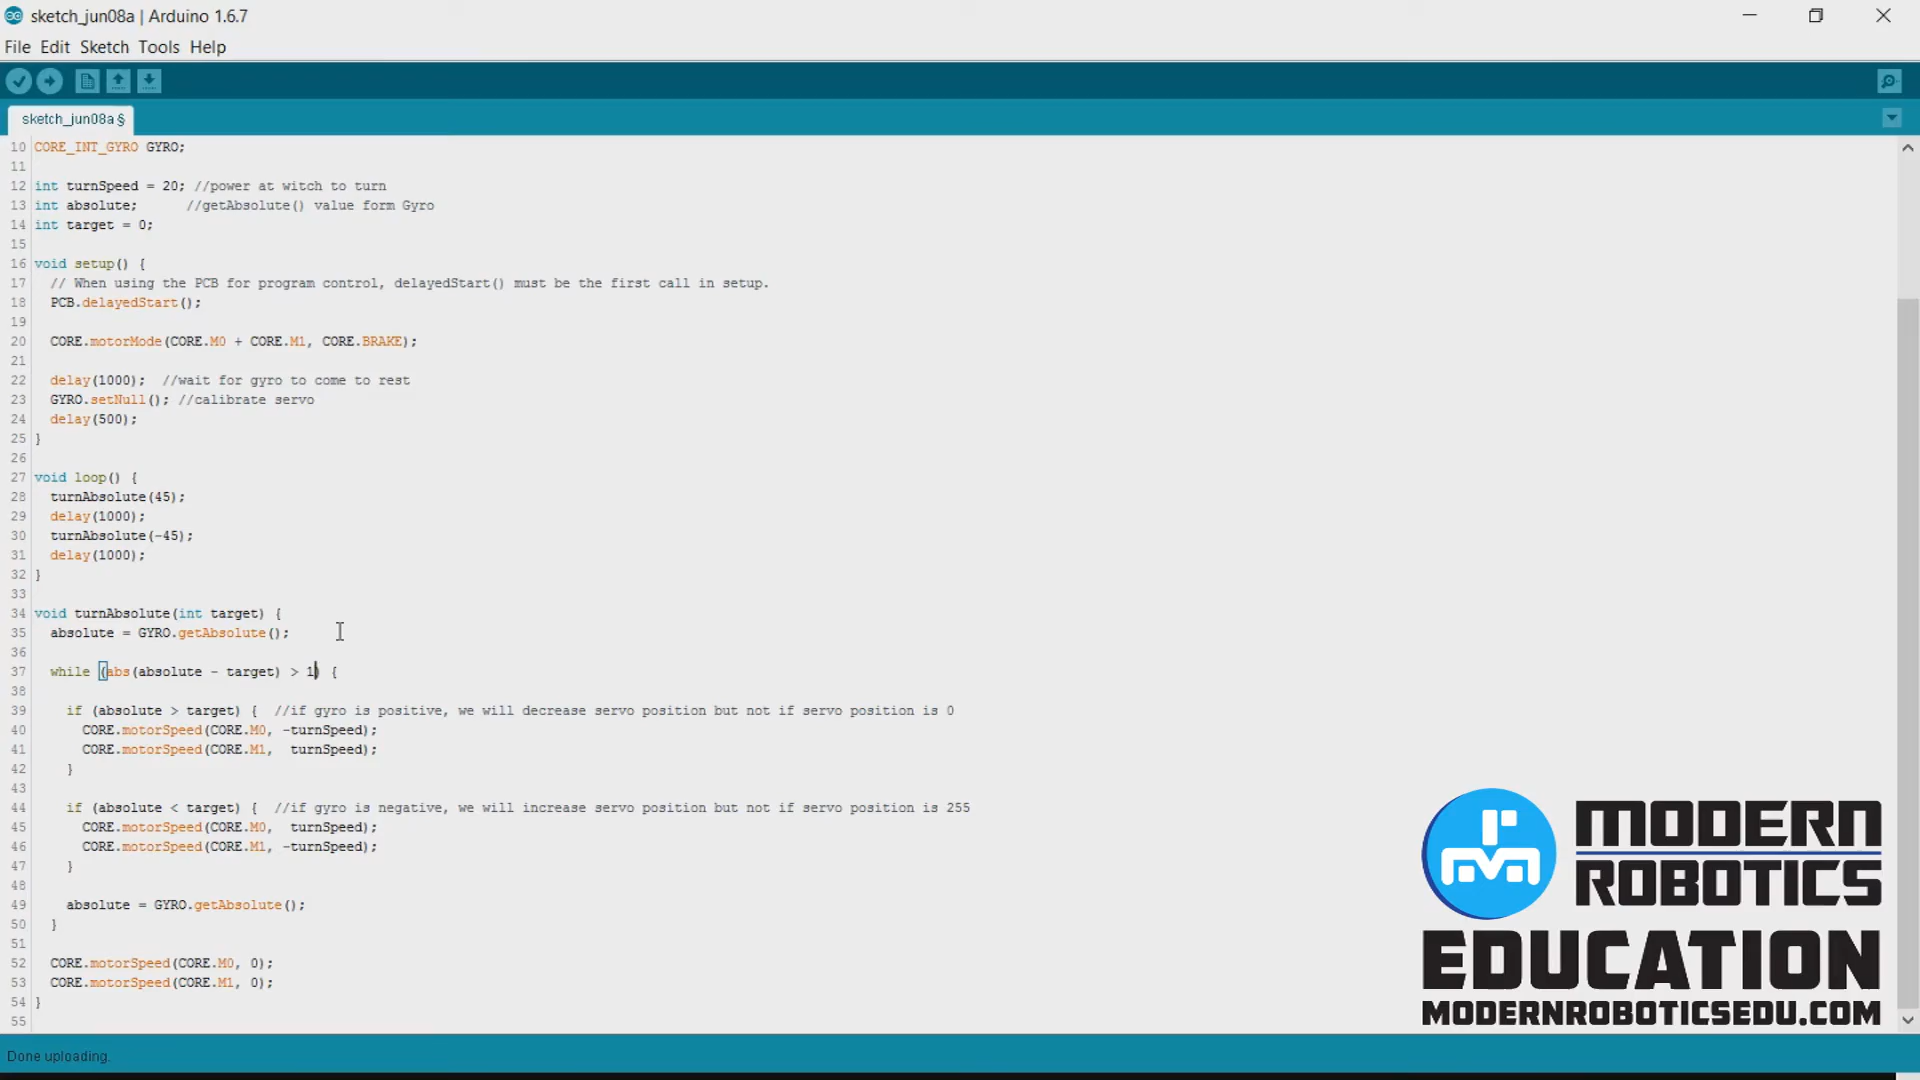 sketch_jun08a | Arduino 1.6.7
File Edit Sketch Tools Help
sketch_jun08a §
10 CORE_INT_GYRO GYRO;
11
12 int turnSpeed = 20; //power at witch to turn
13 int absolute;      //getAbsolute() value form Gyro
14 int target = 0;
15
16 void setup() {
17   // When using the PCB for program control, delayedStart() must be the first call in setup.
18   PCB.delayedStart();
19
20   CORE.motorMode(CORE.M0 + CORE.M1, CORE.BRAKE);
21
22   delay(1000);  //wait for gyro to come to rest
23   GYRO.setNull(); //calibrate servo
24   delay(500);
25 }
26
27 void loop() {
28   turnAbsolute(45);
29   delay(1000);
30   turnAbsolute(-45);
31   delay(1000);
32 }
33
34 void turnAbsolute(int target) {
35   absolute = GYRO.getAbsolute();
36
37   while (abs(absolute - target) > 1) {
38
39     if (absolute > target) {  //if gyro is positive, we will decrease servo position but not if servo position is 0
40       CORE.motorSpeed(CORE.M0, -turnSpeed);
41       CORE.motorSpeed(CORE.M1,  turnSpeed);
42     }
43
44     if (absolute < target) {  //if gyro is negative, we will increase servo position but not if servo position is 255
45       CORE.motorSpeed(CORE.M0,  turnSpeed);
46       CORE.motorSpeed(CORE.M1, -turnSpeed);
47     }
48
49     absolute = GYRO.getAbsolute();
50   }
51
52   CORE.motorSpeed(CORE.M0, 0);
53   CORE.motorSpeed(CORE.M1, 0);
54 }
55
MODERN
ROBOTICS
EDUCATION
MODERNROBOTICSEDU.COM
Done uploading.